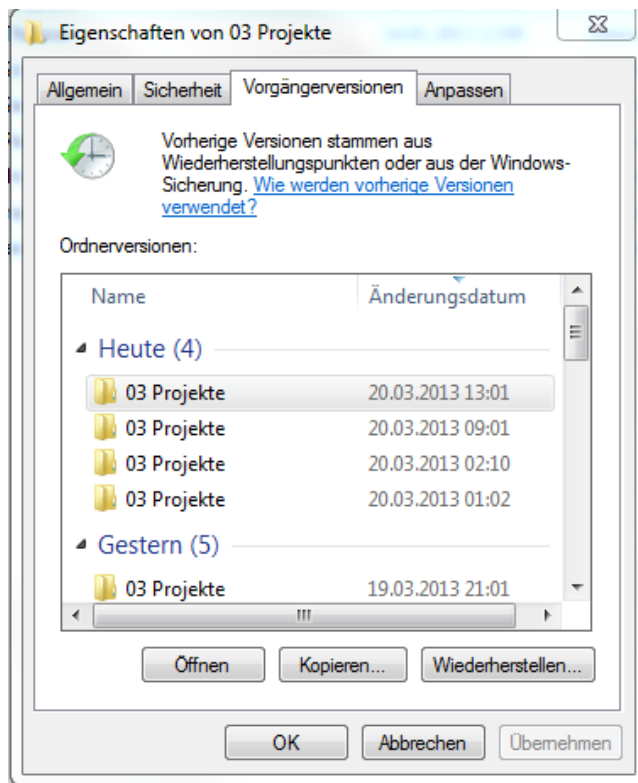 Eigenschaften von 03 Projekte
Allgemein Sicherheit Vorgängerversionen Anpassen
Vorherige Versionen stammen aus
Wiederherstellungspunkten oder aus der Windows-
Sicherung. Wie werden vorherige Versionen
verwendet?
Ordnerversionen:
Name Änderungsdatum
Heute (4)
03 Projekte 20.03.2013 13:01
03 Projekte 20.03.2013 09:01
03 Projekte 20.03.2013 02:10
03 Projekte 20.03.2013 01:02
Gestern (5)
03 Projekte 19.03.2013 21:01
Öffnen Kopieren... Wiederherstellen...
OK Abbrechen Übernehmen